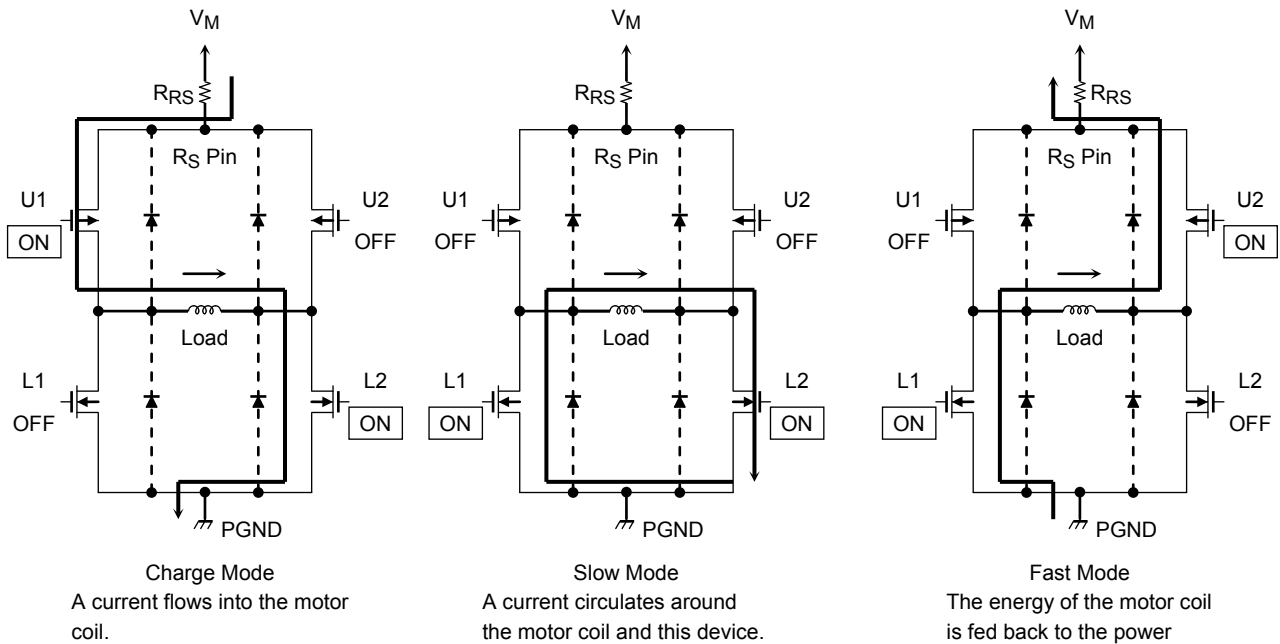 VM VM VM
RRS RRS RRS
RS Pin RS Pin RS Pin
U1 U2 U1 U2 U1 U2
ON OFF OFF OFF OFF ON
Load Load Load
L1 L2 L1 L2 L1 L2
OFF ON ON ON ON OFF
PGND PGND PGND
Charge Mode
A current flows into the motor
coil.
Slow Mode
A current circulates around
the motor coil and this device.
Fast Mode
The energy of the motor coil
is fed back to the power